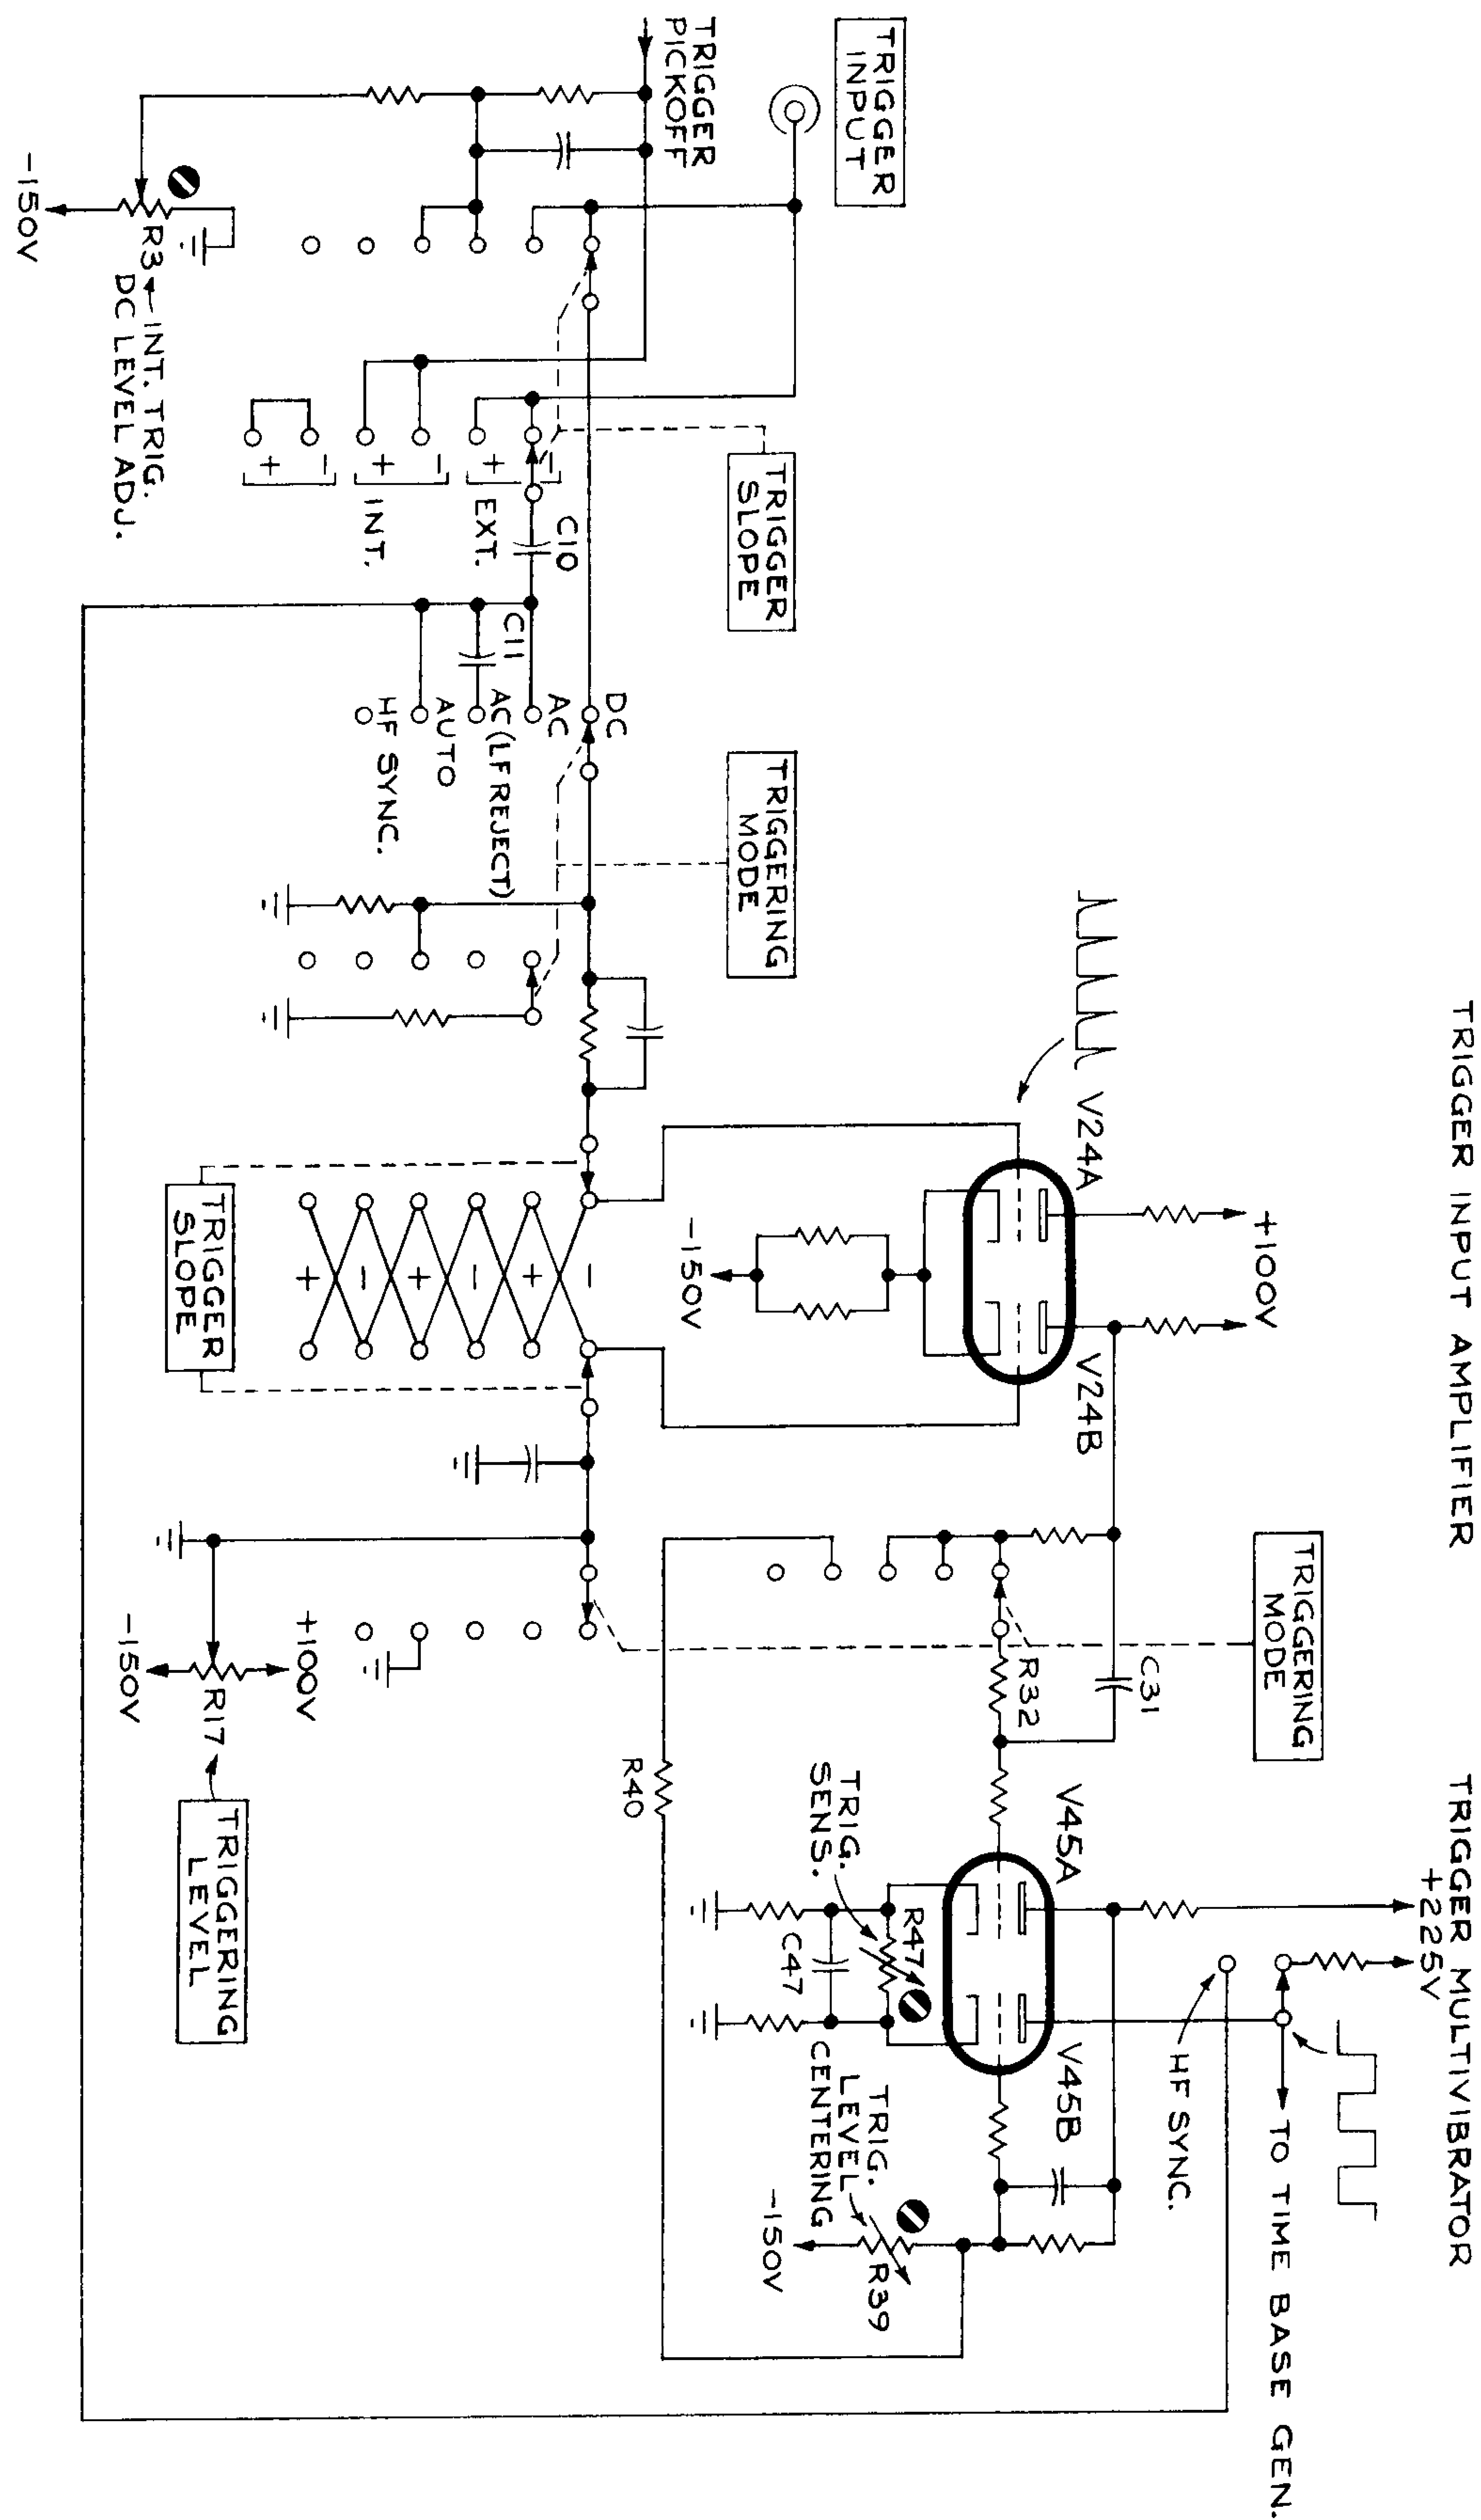 TRIGGER INPUT AMPLIFIER
TRIGGER MULTIVIBRATOR
+225V
TRIGGERING
MODE
TO TIME BASE GEN.
HF SYNC.
+100V
V24A
V24B
C31
V45A
V45B
R32
TRIGGER
INPUT
TRIGGER
PICKOFF
TRIGGER
SLOPE
TRIGGERING
MODE
-150V
R47
TRIG.
SENS.
C47
TRIG.
LEVEL
CENTERING
R39
-150V
R40
DC
AC
AC (LF REJECT)
AUTO
HF SYNC.
C10
C11
-
+
EXT.
-
+
INT.
-
+
-
+
-
+
-
+
TRIGGER
SLOPE
+100V
R17
-150V
TRIGGERING
LEVEL
R3
INT. TRIG.
DC LEVEL ADJ.
-150V